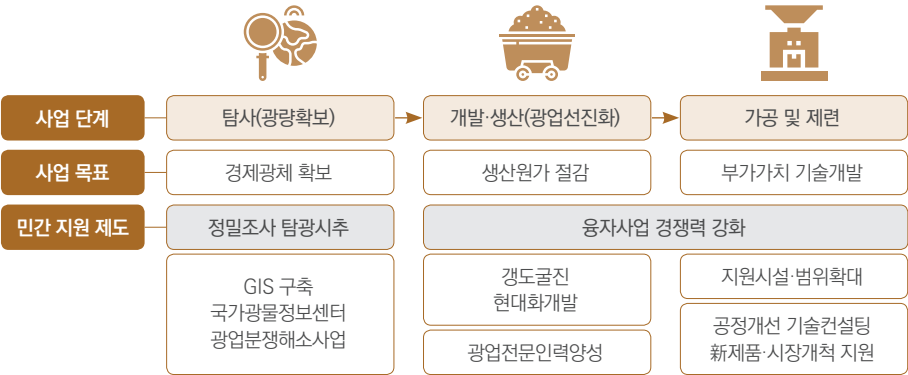 사업 단계
탐사(광량확보)
개발·생산(광업선진화)
가공 및 제련
사업 목표
경제광체 확보
생산원가 절감
부가가치 기술개발
민간 지원 제도
정밀조사 탐광시추
융자사업 경쟁력 강화
GIS 구축
국가광물정보센터
광업분쟁해소사업
갱도굴진
현대화개발
광업전문인력양성
지원시설·범위확대
공정개선 기술컨설팅
新제품·시장개척 지원